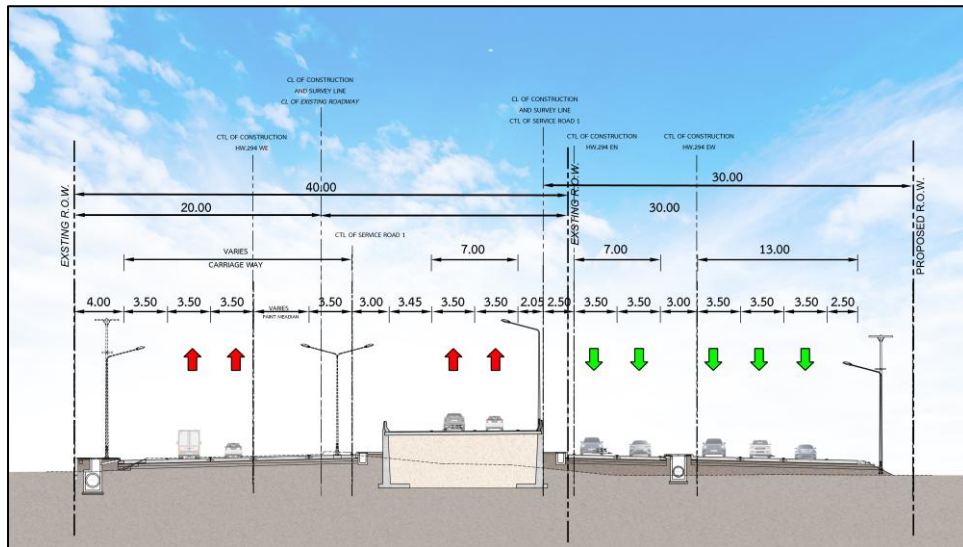 CL OF CONSTRUCTION
AND SURVEY LINE
CL OF EXISTING ROADWAY
CL OF CONSTRUCTION
AND SURVEY LINE
CTL OF SERVICE ROAD 1
CTL OF CONSTRUCTION
HW.294 WE
CTL OF CONSTRUCTION
HW.294 EN
CTL OF CONSTRUCTION
HW.294 EW
EXSTING R.O.W.
EXSTING R.O.W.
PROPOSED R.O.W.
30.00
40.00
20.00
30.00
CTL OF SERVICE ROAD 1
VARIES
CARRIAGE WAY
7.00
7.00
13.00
4.00 3.50 3.50 3.50 VARIES 3.50 3.00 3.45 3.50 3.50 2.05 2.50 3.50 3.50 3.00 3.50 3.50 3.50 2.50
PAINT MEADIAN